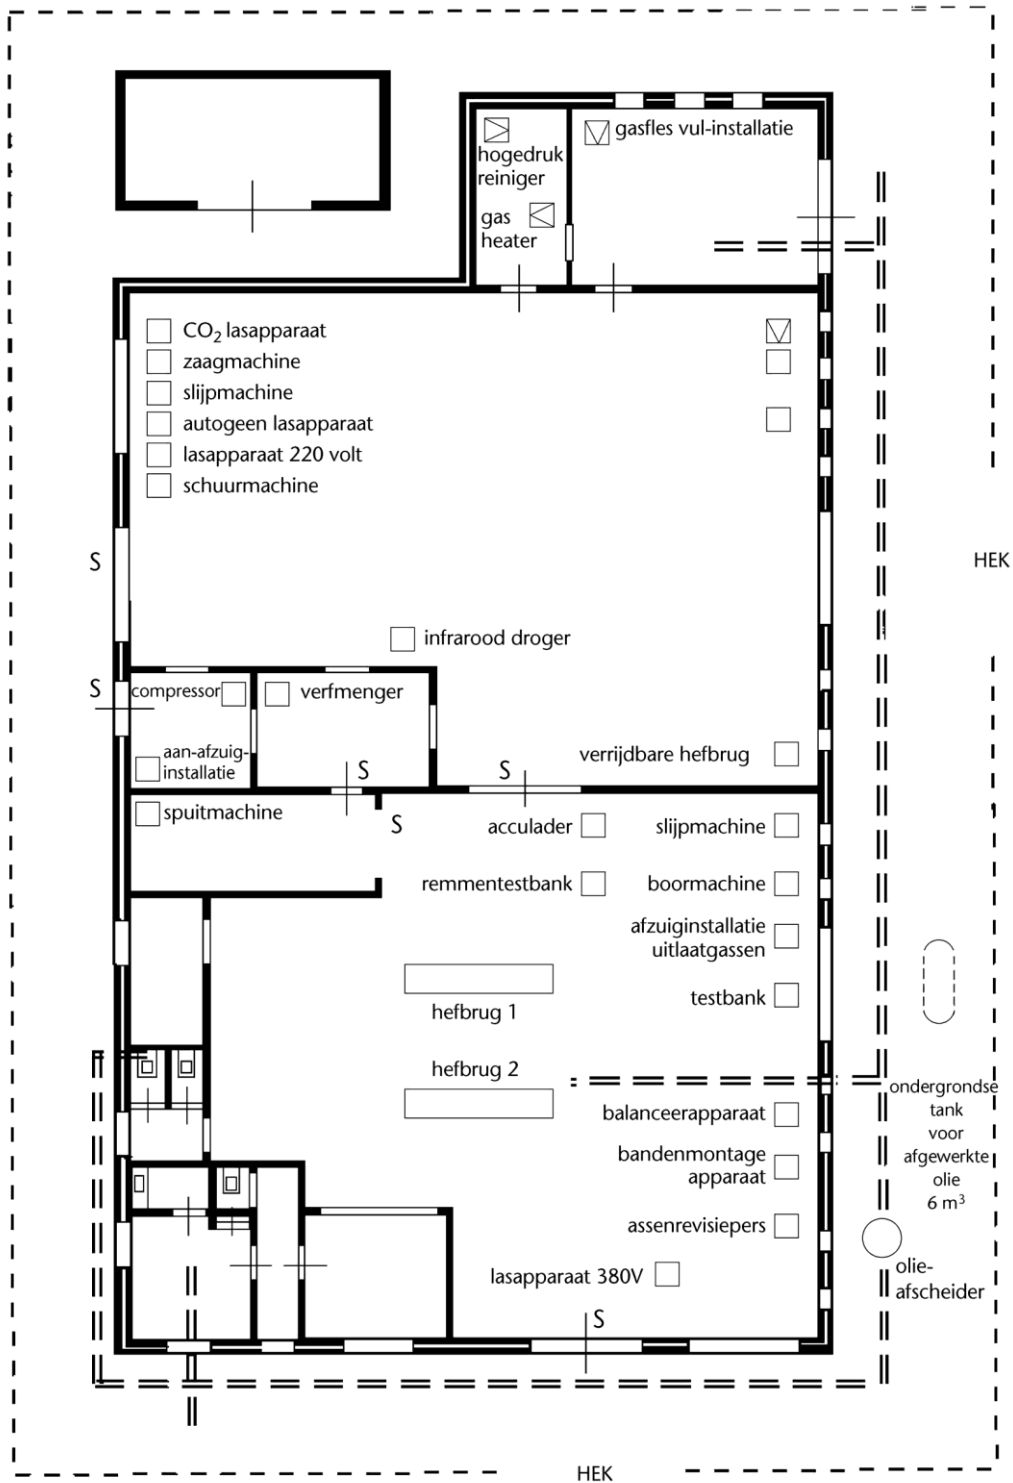 gasfles vul-installatie
hogedruk
reiniger
gas
heater
CO₂ lasapparaat
zaagmachine
slijpmachine
autogeen lasapparaat
lasapparaat 220 volt
schuurmachine
S
HEK
infrarood droger
S
compressor
verfmenger
aan-afzuig-
installatie
verrijdbare hefbrug
S
S
spuitmachine
S
acculader
slijpmachine
remmentestbank
boormachine
afzuiginstallatie
uitlaatgassen
testbank
hefbrug 1
hefbrug 2
ondergrondse
tank
voor
afgewerkte
olie
6 m³
balanceerapparaat
bandenmontage
apparaat
assenrevisiepers
lasapparaat 380V
olie-
afscheider
S
HEK